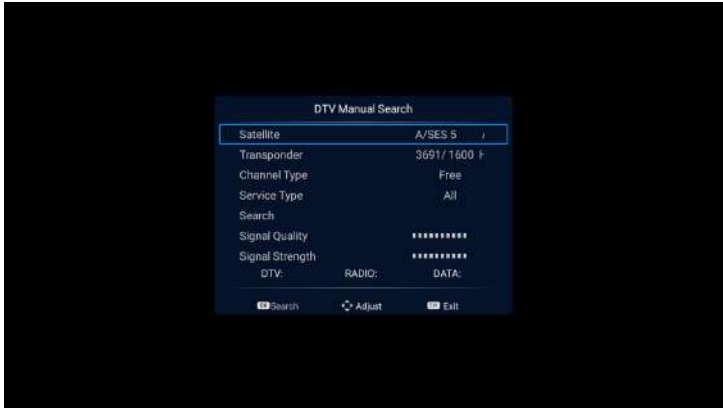 DTV Manual Search
Satellite A/SES 5
Transponder 3691/1600 H
Channel Type Free
Service Type All
Search
Signal Quality
Signal Strength
DTV: RADIO: DATA:
OK Search Adjust Exit